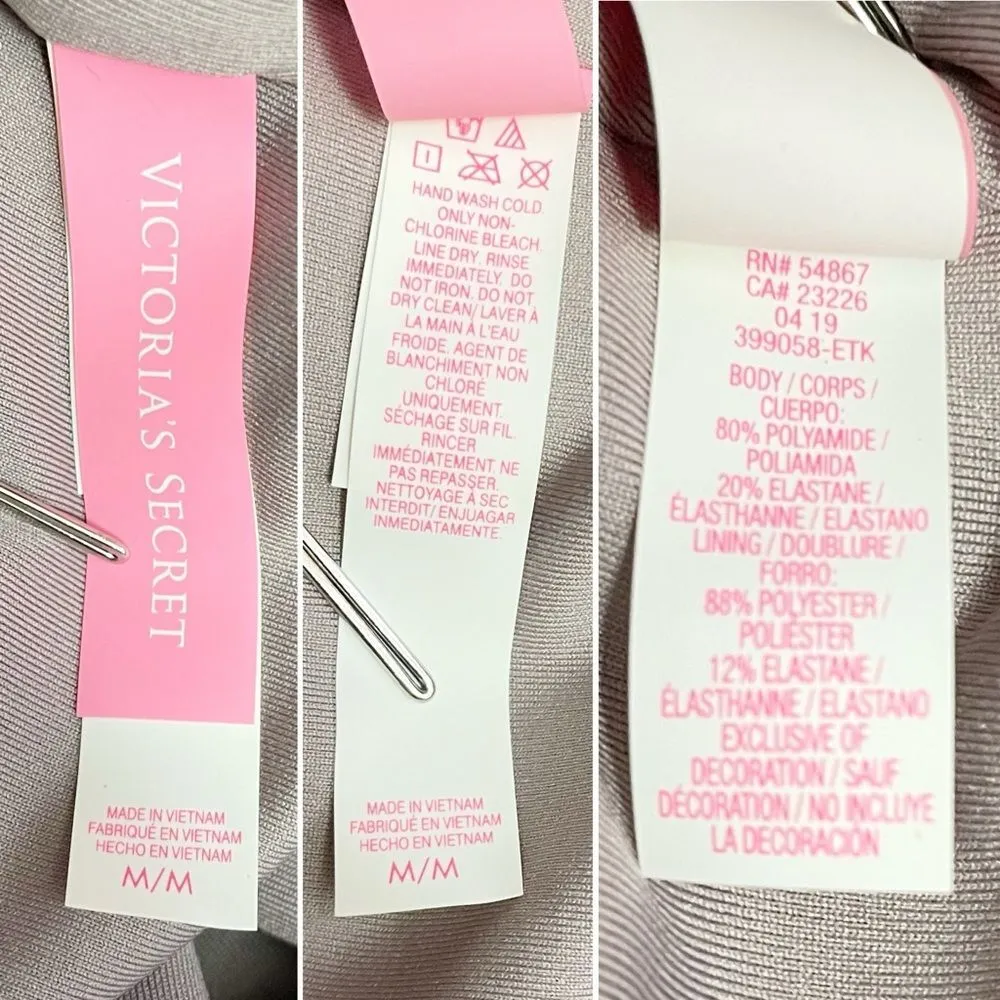 VICTORIA'S SECRET
MADE IN VIETNAM
FABRIQUÉ EN VIETNAM
HECHO EN VIETNAM
M/M
HAND WASH COLD.
ONLY NON-
CHLORINE BLEACH.
LINE DRY. RINSE
IMMEDIATELY. DO
NOT IRON. DO NOT
DRY CLEAN/ LAVER À
LA MAIN À L'EAU
FROIDE. AGENT DE
BLANCHIMENT NON
CHLORÉ
UNIQUEMENT.
SÉCHAGE SUR FIL.
RINCER
IMMÉDIATEMENT. NE
PAS REPASSER.
NETTOYAGE À SEC
INTERDIT/ ENJUAGAR
INMEDIATAMENTE.
MADE IN VIETNAM
FABRIQUÉ EN VIETNAM
HECHO EN VIETNAM
M/M
RN# 54867
CA# 23226
04 19
399058-ETK
BODY / CORPS /
CUERPO:
80% POLYAMIDE /
POLIAMIDA
20% ELASTANE /
ÉLASTHANNE / ELASTANO
LINING / DOUBLURE /
FORRO:
88% POLYESTER /
POLIÉSTER
12% ELASTANE /
ÉLASTHANNE / ELASTANO
EXCLUSIVE OF
DECORATION / SAUF
DÉCORATION / NO INCLUYE
LA DECORACIÓN